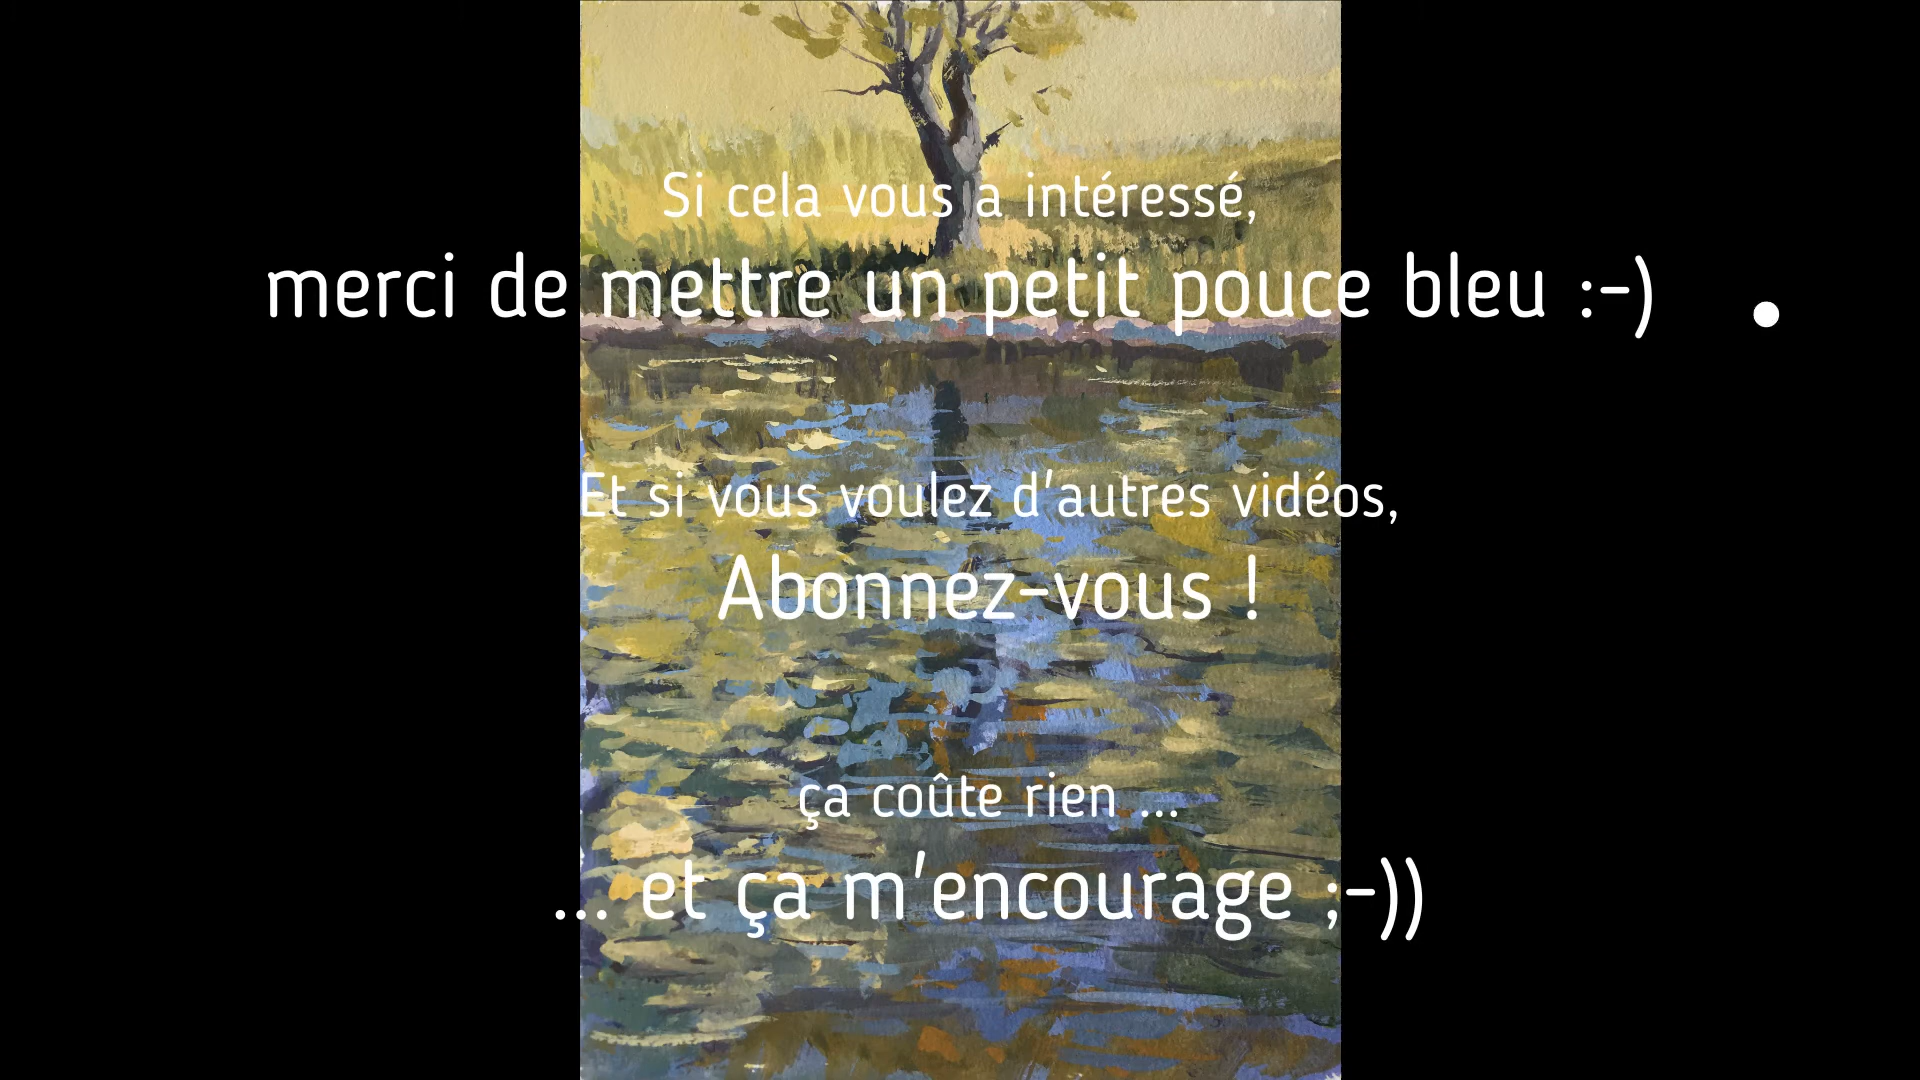 Si cela vous a intéressé,
merci de mettre un petit pouce bleu :-) .
Et si vous voulez d'autres vidéos,
Abonnez-vous !
ça coûte rien ...
... et ça m'encourage ;-))